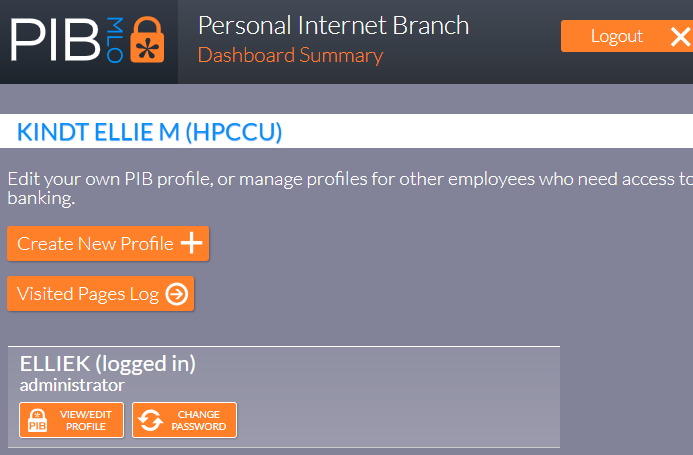 PIB MLO
Personal Internet Branch
Dashboard Summary
Logout
KINDT ELLIE M (HPCCU)
Edit your own PIB profile, or manage profiles for other employees who need access to
banking.
Create New Profile
Visited Pages Log
ELLIEK (logged in)
administrator
PIB
VIEW/EDIT
PROFILE
CHANGE
PASSWORD